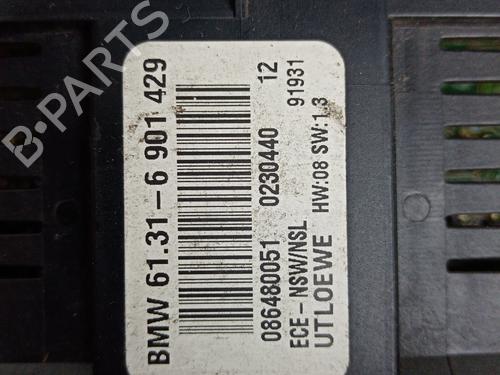 B-PARTS
BMW 61.31-6 901 429
086480051 0230440 12
ECE-NSW/NSL 91931
UTLOEWE HW:08 SW:1.3